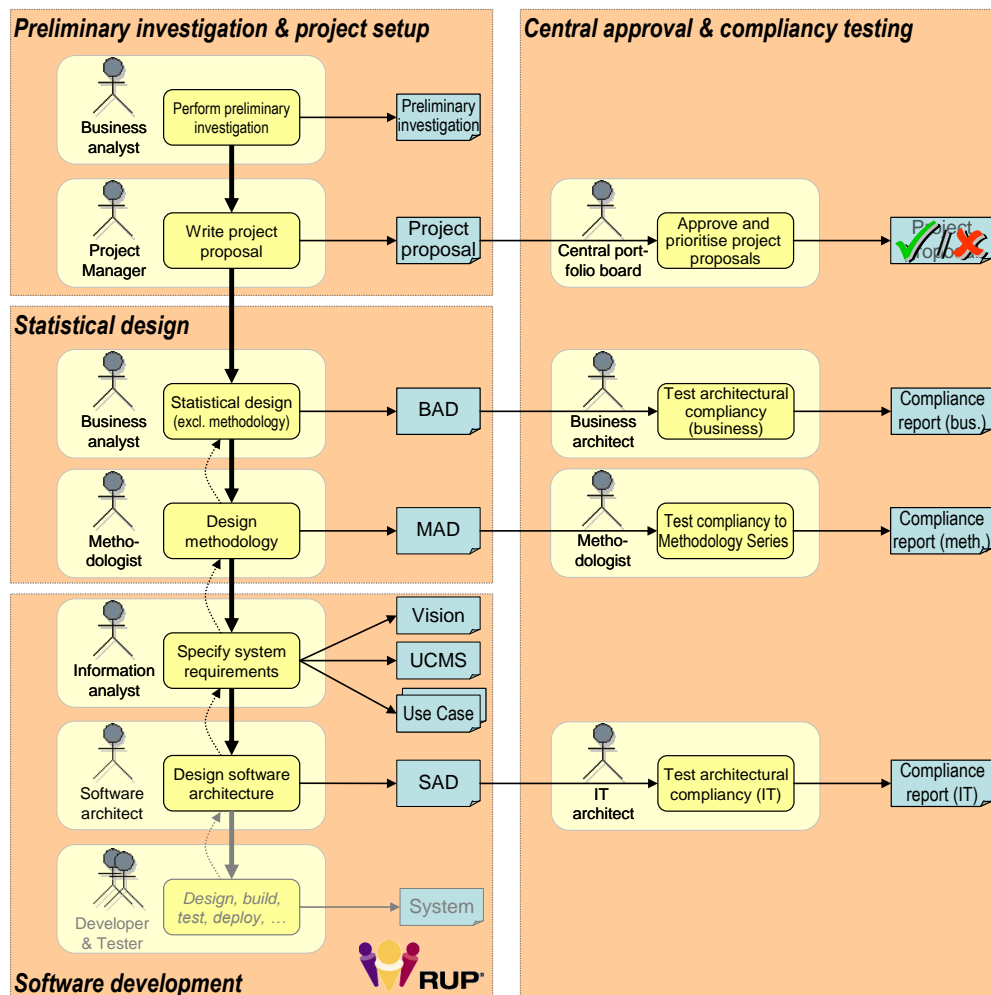 Preliminary investigation & project setup
Business
analyst
Perform preliminary
investigation
Preliminary
investigation
Project
Manager
Write project
proposal
Project
proposal
Statistical design
Business
analyst
Statistical design
(excl. methodology)
BAD
Metho-
dologist
Design
methodology
MAD
Information
analyst
Specify system
requirements
Vision
UCMS
Use Case
Software
architect
Design software
architecture
SAD
Developer
& Tester
Design, build,
test, deploy, …
System
Software development
RUP®
Central approval & compliancy testing
Central port-
folio board
Approve and
prioritise project
proposals
Project
proposal
Business
architect
Test architectural
compliancy
(business)
Compliance
report (bus.)
Metho-
dologist
Test compliancy to
Methodology Series
Compliance
report (meth.)
IT
architect
Test architectural
compliancy (IT)
Compliance
report (IT)